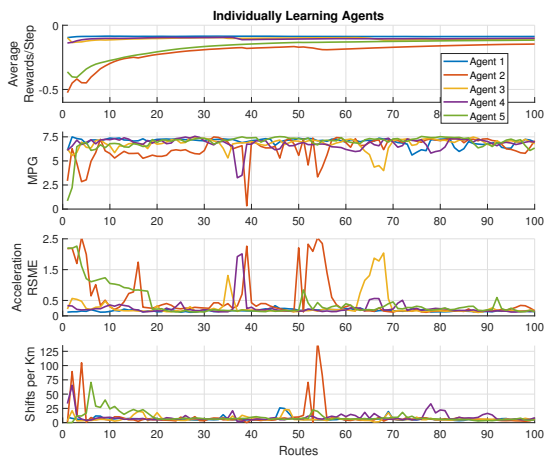 Individually Learning Agents
Average
Rewards/Step
0
-0.5
0 10 20 30 40 50 60 70 80 90 100
Agent 1
Agent 2
Agent 3
Agent 4
Agent 5
MPG
7.5
5
2.5
0
0 10 20 30 40 50 60 70 80 90 100
Acceleration
RSME
2.5
1.5
0.5
0
0 10 20 30 40 50 60 70 80 90 100
Shifts per Km
125
100
75
50
25
0
0 10 20 30 40 50 60 70 80 90 100
Routes